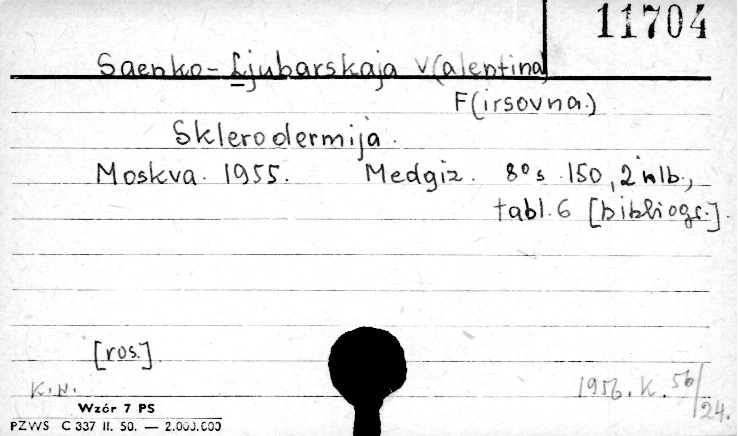 11704
Saenko-Ljubarskaja V(alentina)
F(irsovna.)
Sklerodermija.
Moskva. 1955. Medgiz. 8° s. 150, 2 nlb.,
tabl. 6 [bibliogr.].
[ros.]
K.N.
1956. K. 56/24.
Wzór 7 PS
PZWS C 337 II. 50. — 2.000.000